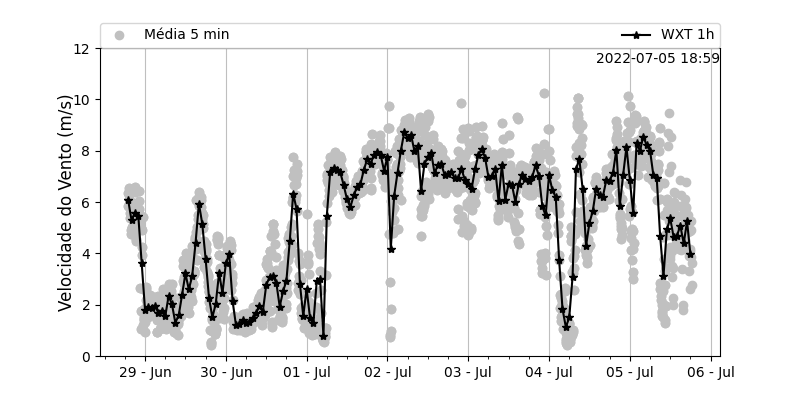 Média 5 min
WXT 1h
2022-07-05 18:59
Velocidade do Vento (m/s)
12
10
8
6
4
2
0
29 - Jun
30 - Jun
01 - Jul
02 - Jul
03 - Jul
04 - Jul
05 - Jul
06 - Jul